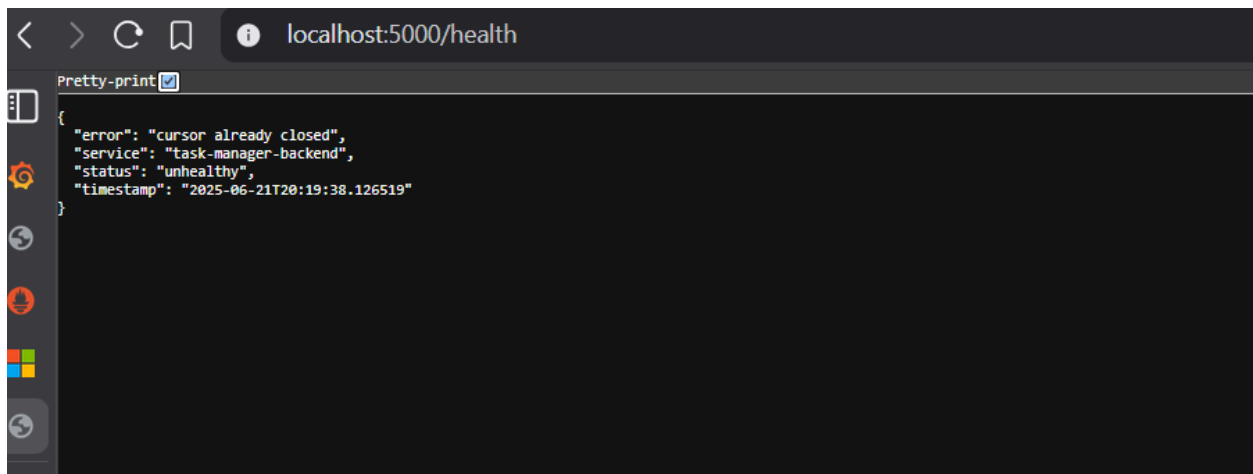 localhost:5000/health
Pretty-print
{
  "error": "cursor already closed",
  "service": "task-manager-backend",
  "status": "unhealthy",
  "timestamp": "2025-06-21T20:19:38.126519"
}